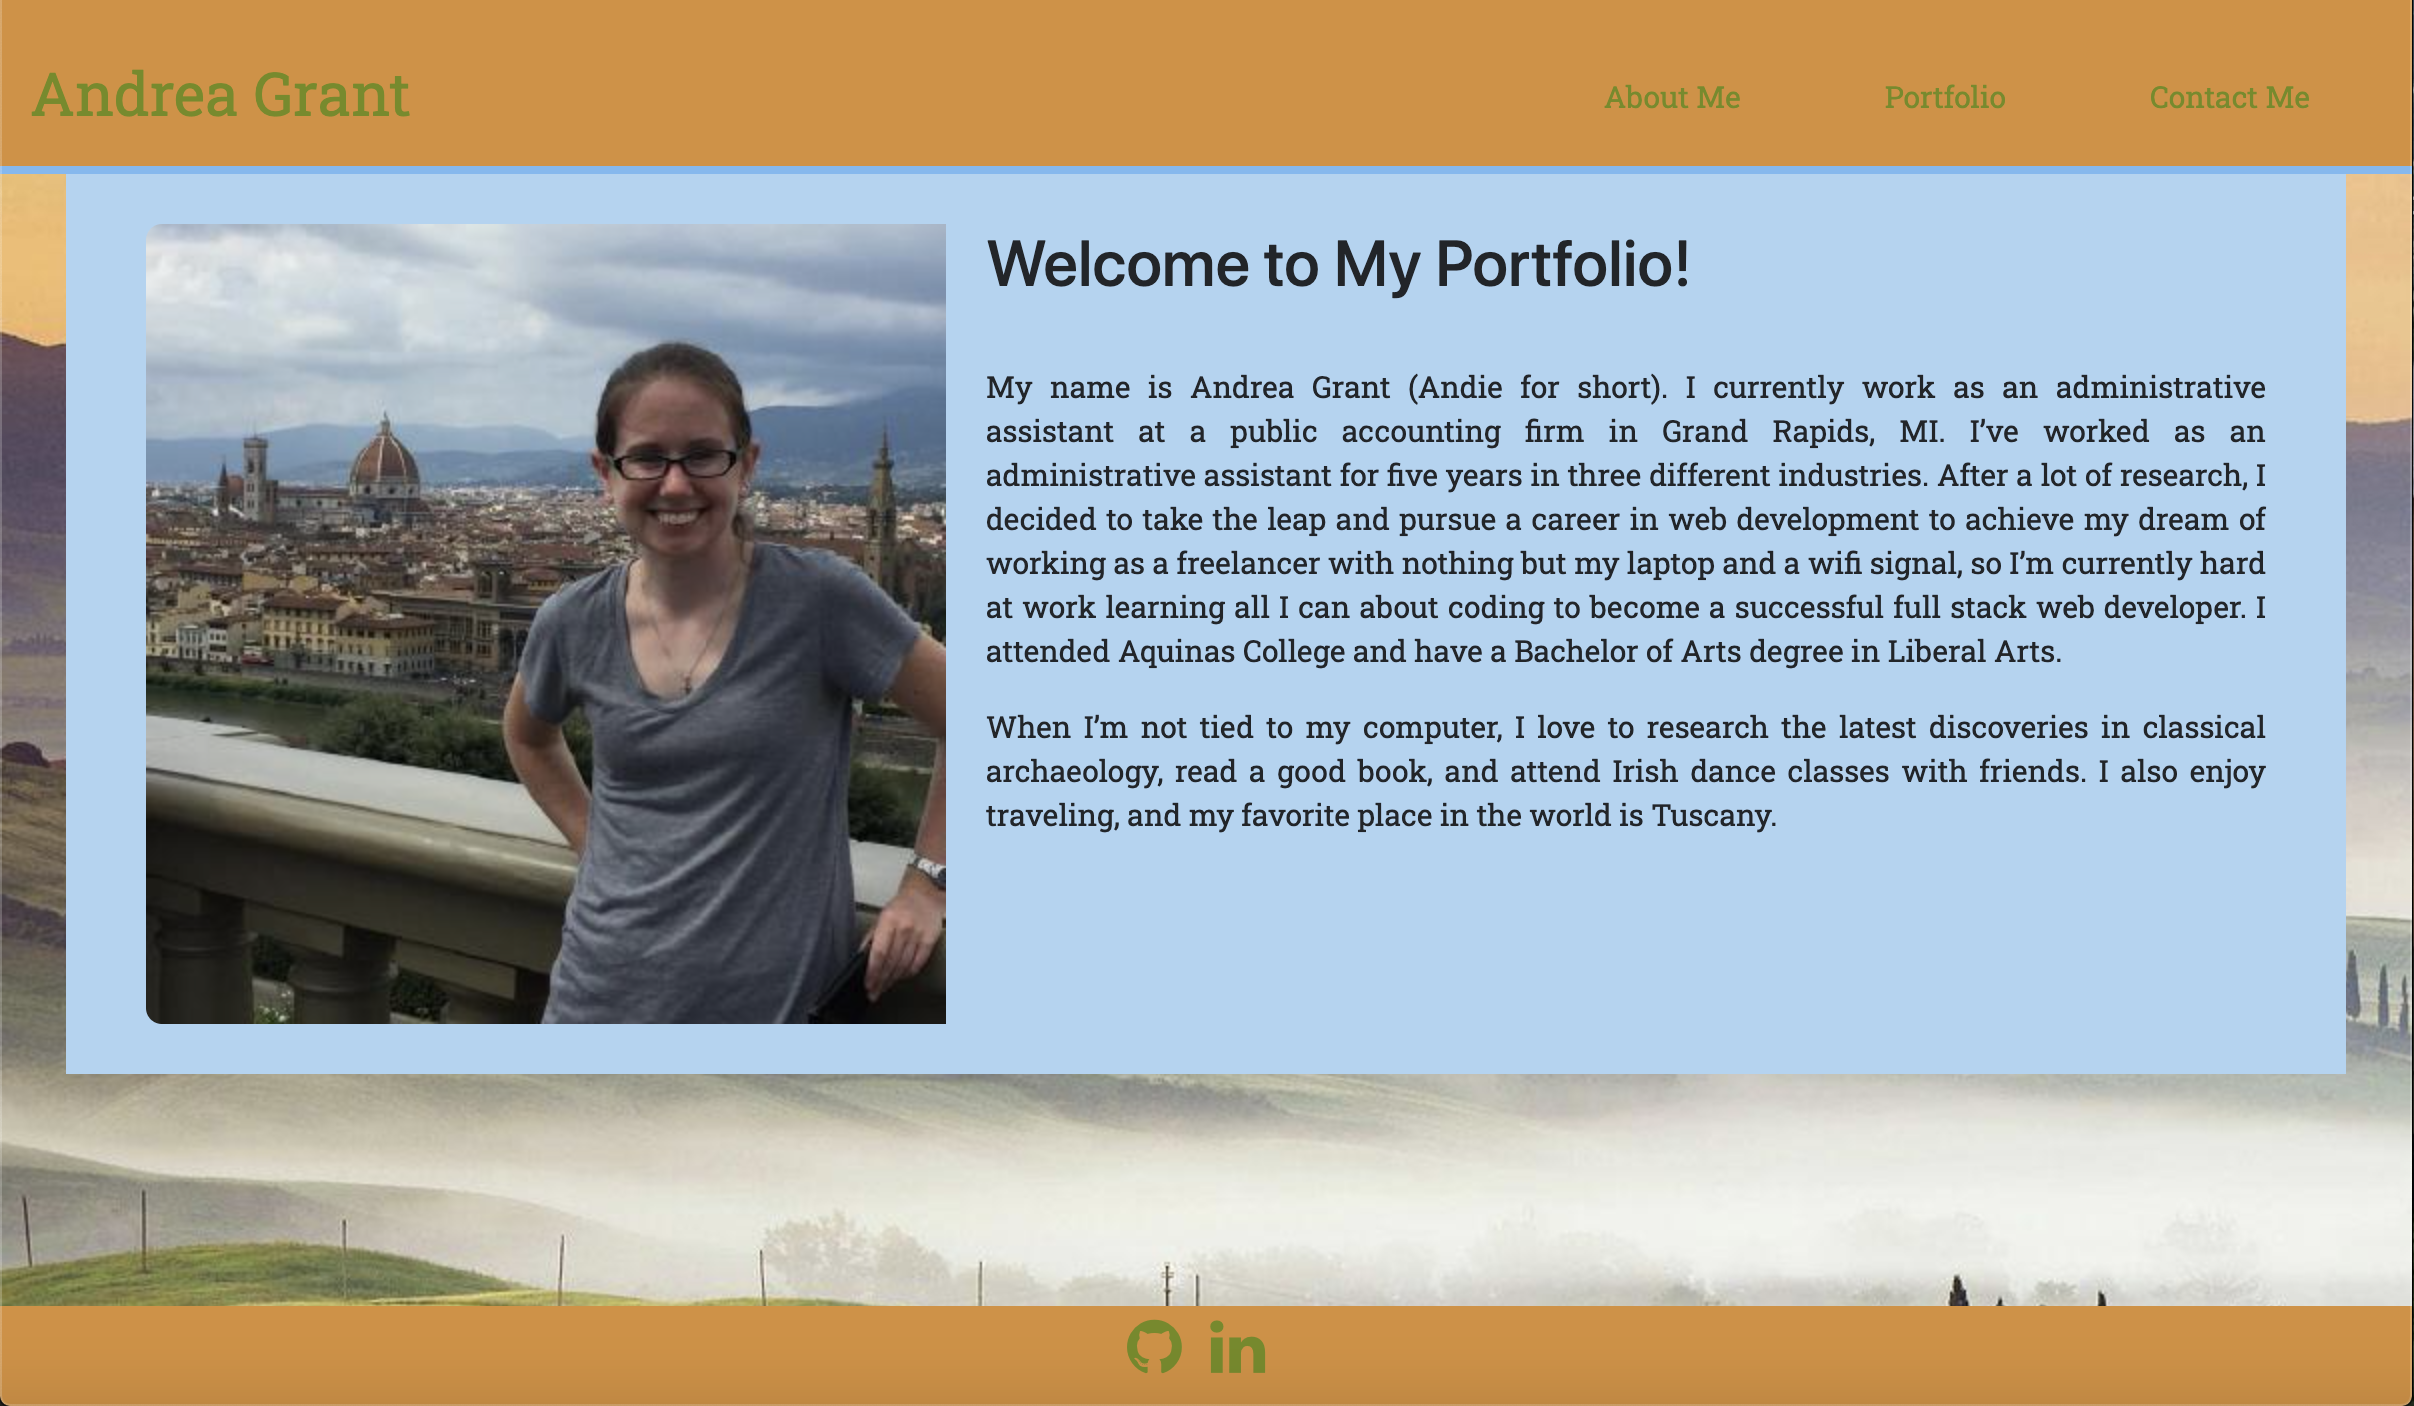 Andrea Grant
About Me
Portfolio
Contact Me
Welcome to My Portfolio!
My name is Andrea Grant (Andie for short). I currently work as an administrative
assistant at a public accounting firm in Grand Rapids, MI. I’ve worked as an
administrative assistant for five years in three different industries. After a lot of research, I
decided to take the leap and pursue a career in web development to achieve my dream of
working as a freelancer with nothing but my laptop and a wifi signal, so I’m currently hard
at work learning all I can about coding to become a successful full stack web developer. I
attended Aquinas College and have a Bachelor of Arts degree in Liberal Arts.
When I’m not tied to my computer, I love to research the latest discoveries in classical
archaeology, read a good book, and attend Irish dance classes with friends. I also enjoy
traveling, and my favorite place in the world is Tuscany.
in